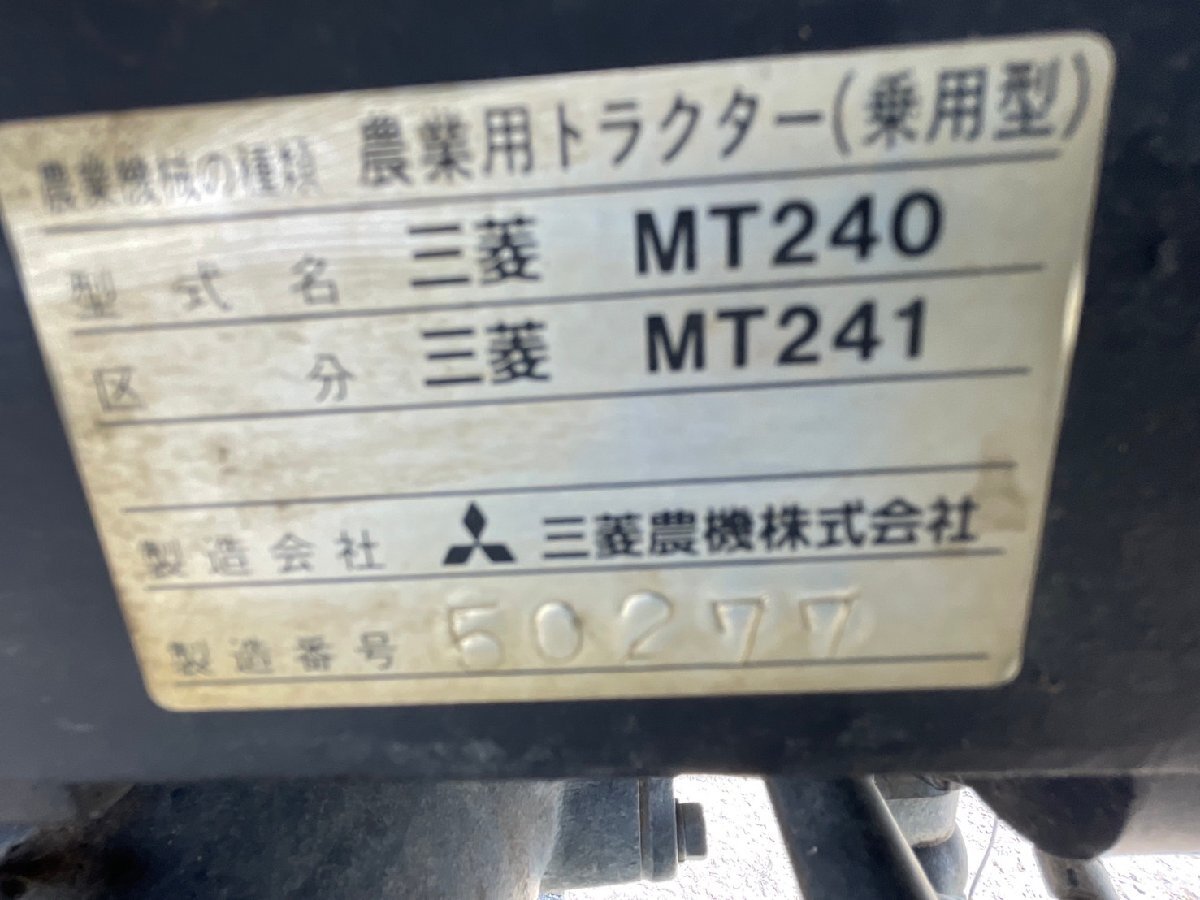 農業機械の種類 農業用トラクター(乗用型)
型式名 三菱 MT240
区分 三菱 MT241
製造会社 三菱農機株式会社
製造番号 50277